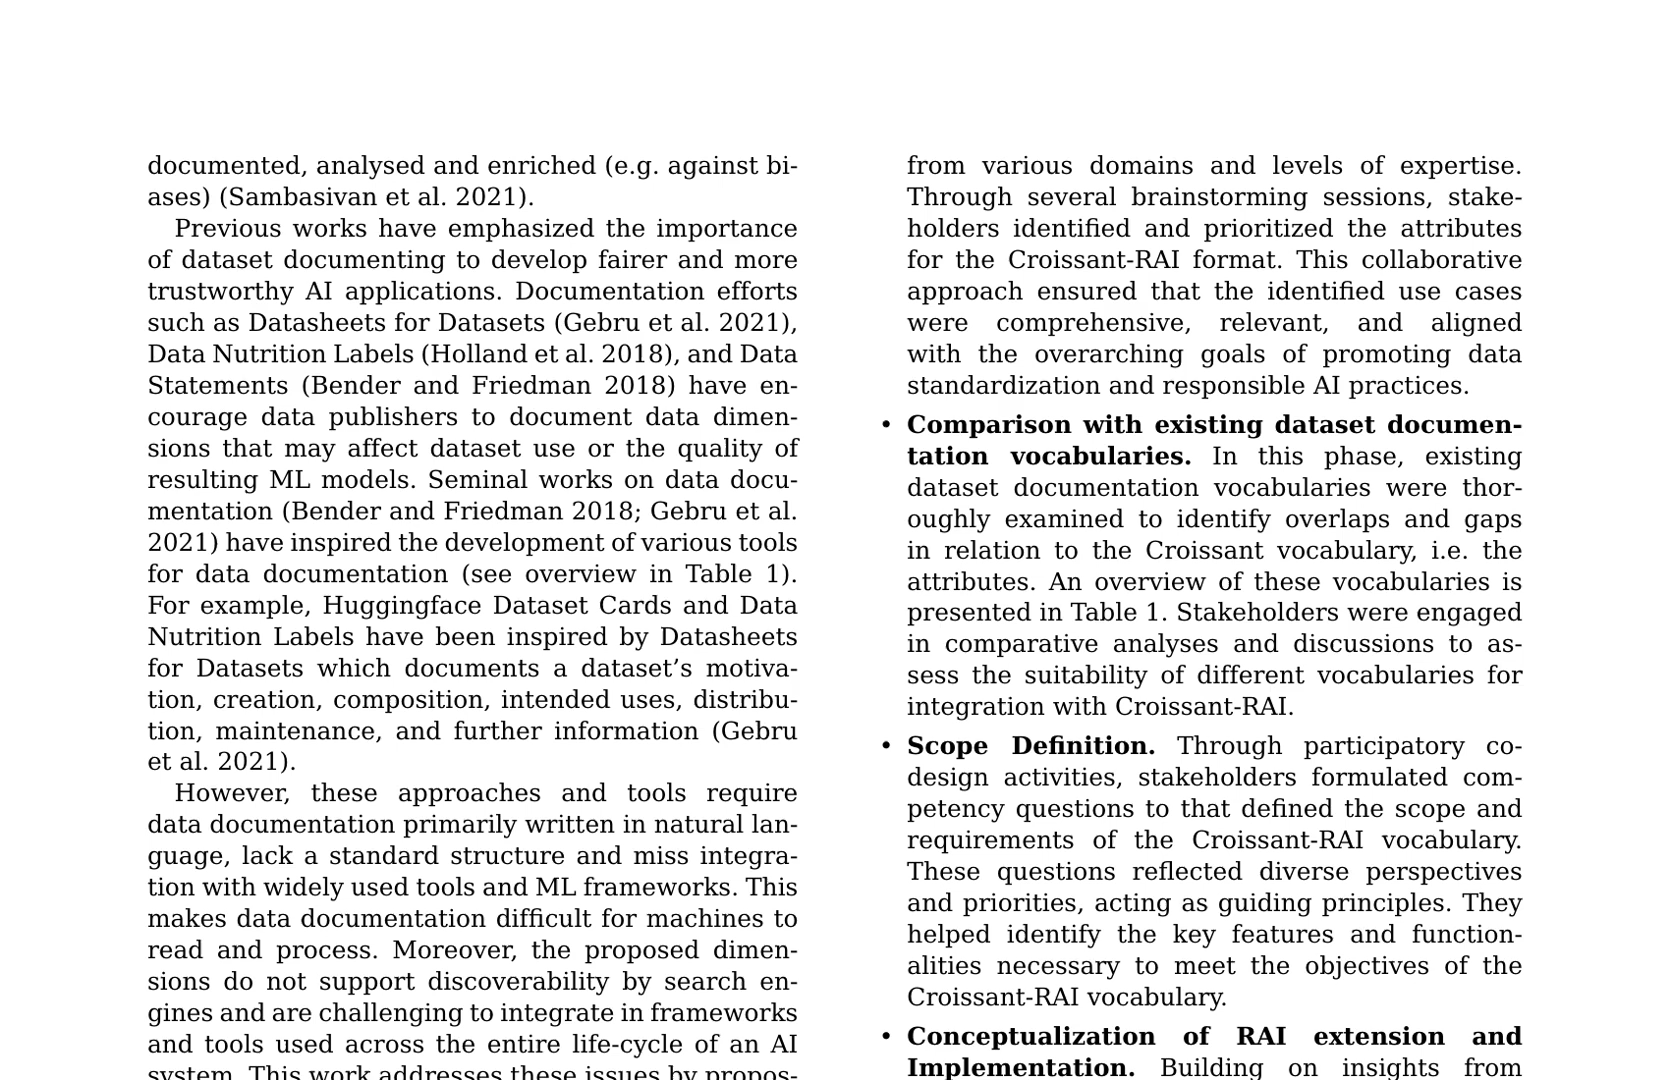 documented, analysed and enriched (e.g. against bi-
ases) (Sambasivan et al. 2021).
Previous works have emphasized the importance
of dataset documenting to develop fairer and more
trustworthy AI applications. Documentation efforts
such as Datasheets for Datasets (Gebru et al. 2021),
Data Nutrition Labels (Holland et al. 2018), and Data
Statements (Bender and Friedman 2018) have en-
courage data publishers to document data dimen-
sions that may affect dataset use or the quality of
resulting ML models. Seminal works on data docu-
mentation (Bender and Friedman 2018; Gebru et al.
2021) have inspired the development of various tools
for data documentation (see overview in Table 1).
For example, Huggingface Dataset Cards and Data
Nutrition Labels have been inspired by Datasheets
for Datasets which documents a dataset’s motiva-
tion, creation, composition, intended uses, distribu-
tion, maintenance, and further information (Gebru
et al. 2021).
However, these approaches and tools require
data documentation primarily written in natural lan-
guage, lack a standard structure and miss integra-
tion with widely used tools and ML frameworks. This
makes data documentation difficult for machines to
read and process. Moreover, the proposed dimen-
sions do not support discoverability by search en-
gines and are challenging to integrate in frameworks
and tools used across the entire life-cycle of an AI
system. This work addresses these issues by propos-
from various domains and levels of expertise.
Through several brainstorming sessions, stake-
holders identified and prioritized the attributes
for the Croissant-RAI format. This collaborative
approach ensured that the identified use cases
were comprehensive, relevant, and aligned
with the overarching goals of promoting data
standardization and responsible AI practices.
• Comparison with existing dataset documen-
tation vocabularies. In this phase, existing
dataset documentation vocabularies were thor-
oughly examined to identify overlaps and gaps
in relation to the Croissant vocabulary, i.e. the
attributes. An overview of these vocabularies is
presented in Table 1. Stakeholders were engaged
in comparative analyses and discussions to as-
sess the suitability of different vocabularies for
integration with Croissant-RAI.
• Scope Definition. Through participatory co-
design activities, stakeholders formulated com-
petency questions to that defined the scope and
requirements of the Croissant-RAI vocabulary.
These questions reflected diverse perspectives
and priorities, acting as guiding principles. They
helped identify the key features and function-
alities necessary to meet the objectives of the
Croissant-RAI vocabulary.
• Conceptualization of RAI extension and
Implementation. Building on insights from